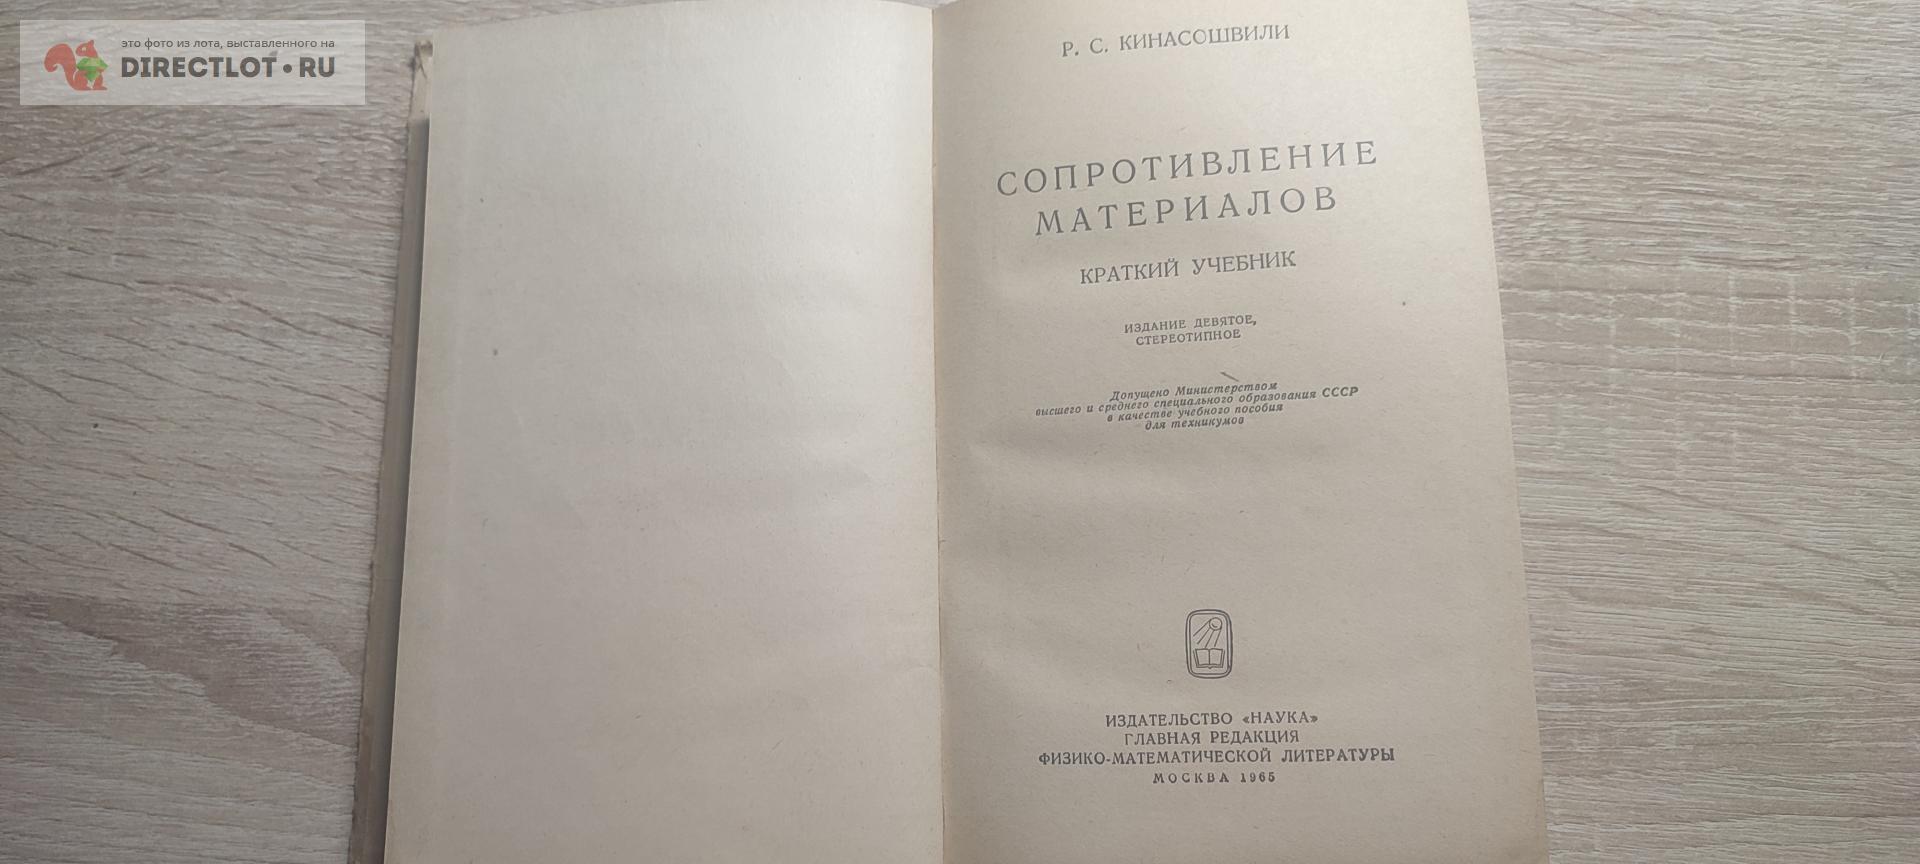 это фото из лота, выставленного на
DIRECTLOT•RU
Р. С. КИНАСОШВИЛИ
СОПРОТИВЛЕНИЕ
МАТЕРИАЛОВ
КРАТКИЙ УЧЕБНИК
ИЗДАНИЕ ДЕВЯТОЕ,
СТЕРЕОТИПНОЕ
Допущено Министерством
высшего и среднего специального образования СССР
в качестве учебного пособия
для техникумов
ИЗДАТЕЛЬСТВО «НАУКА»
ГЛАВНАЯ РЕДАКЦИЯ
ФИЗИКО-МАТЕМАТИЧЕСКОЙ ЛИТЕРАТУРЫ
МОСКВА 1965